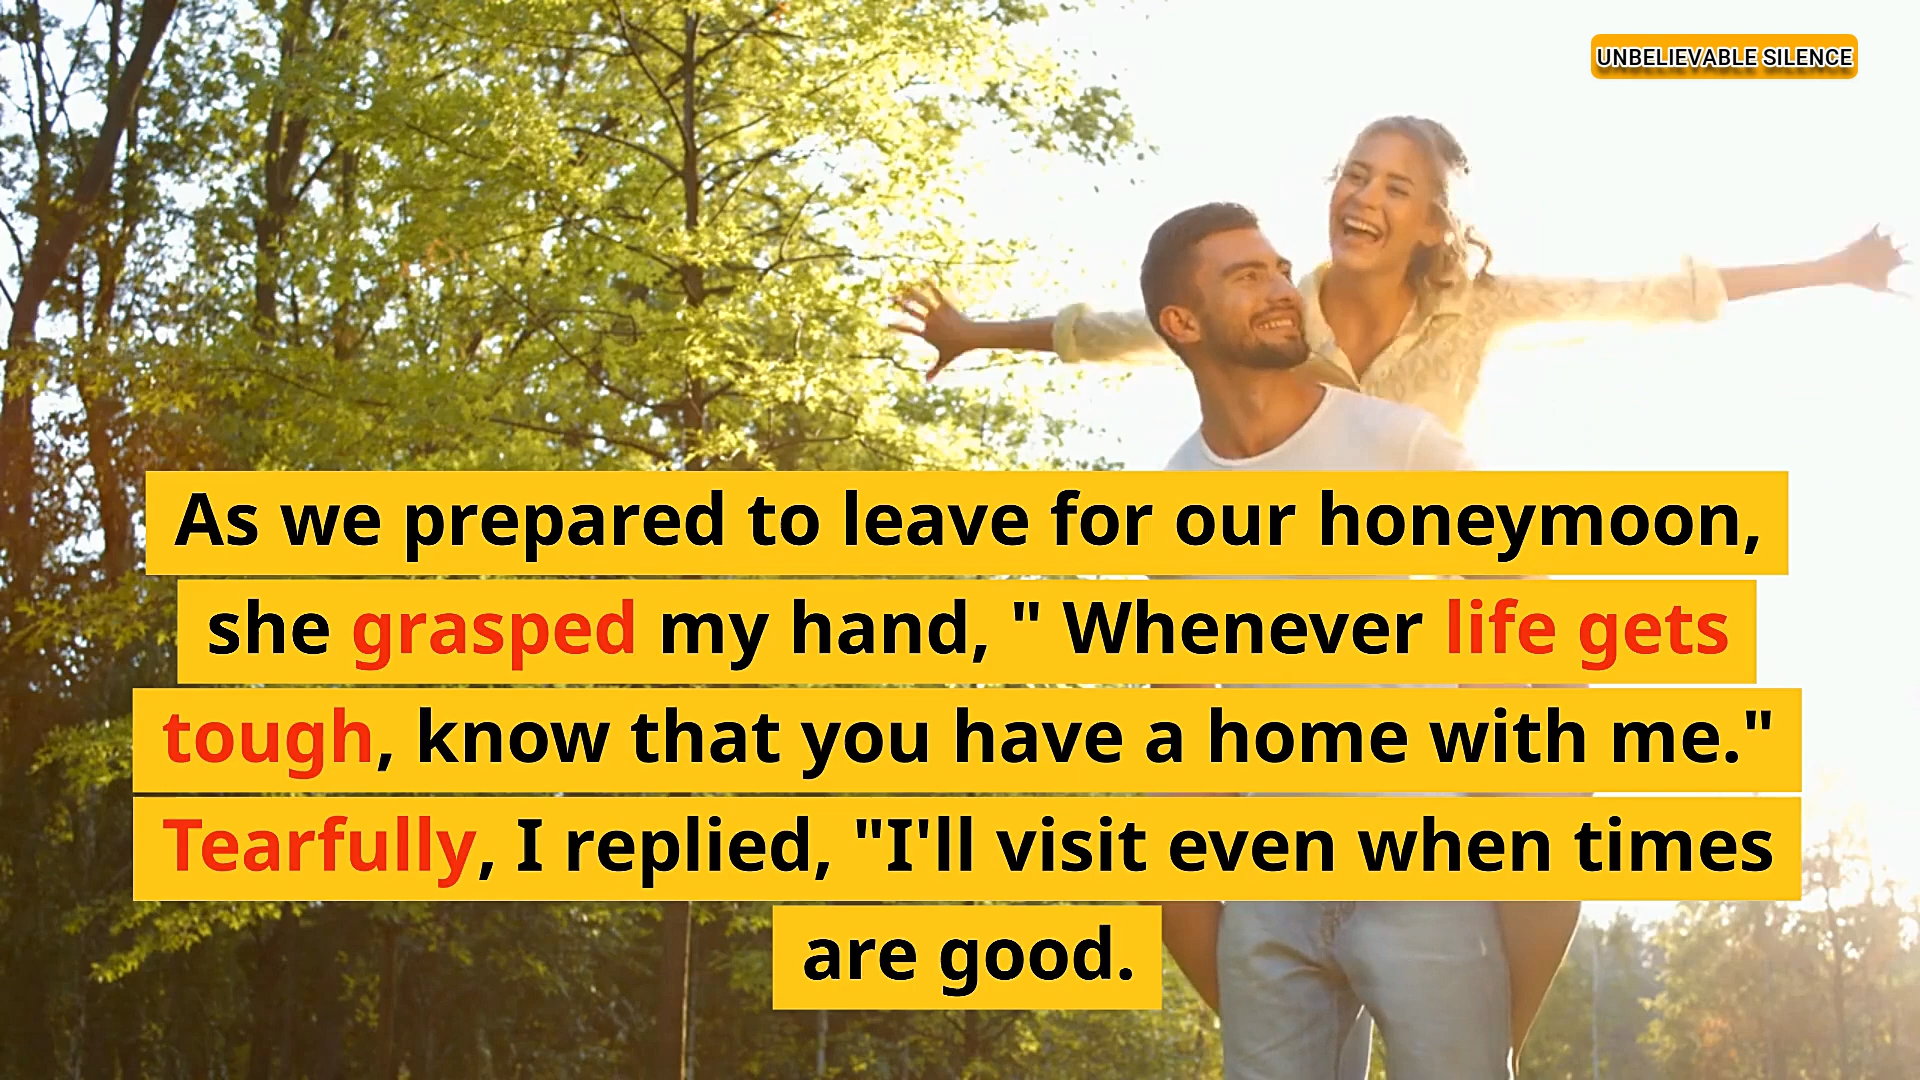 UNBELIEVABLE SILENCE
As we prepared to leave for our honeymoon,
she grasped my hand, " Whenever life gets
tough, know that you have a home with me."
Tearfully, I replied, "I'll visit even when times
are good.